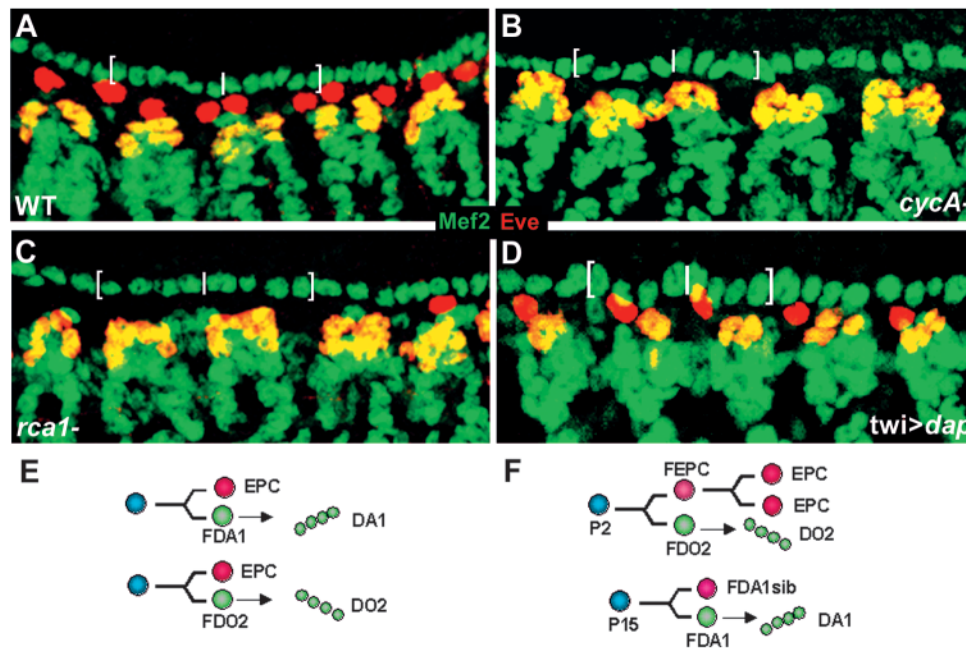 A
WT
B
cycA-
Mef2 Eve
C
rca1-
D
twi>dap
E
EPC
FDA1
DA1
EPC
FDO2
DO2
F
P2
FEPC
EPC
EPC
FDO2
DO2
P15
FDA1sib
FDA1
DA1